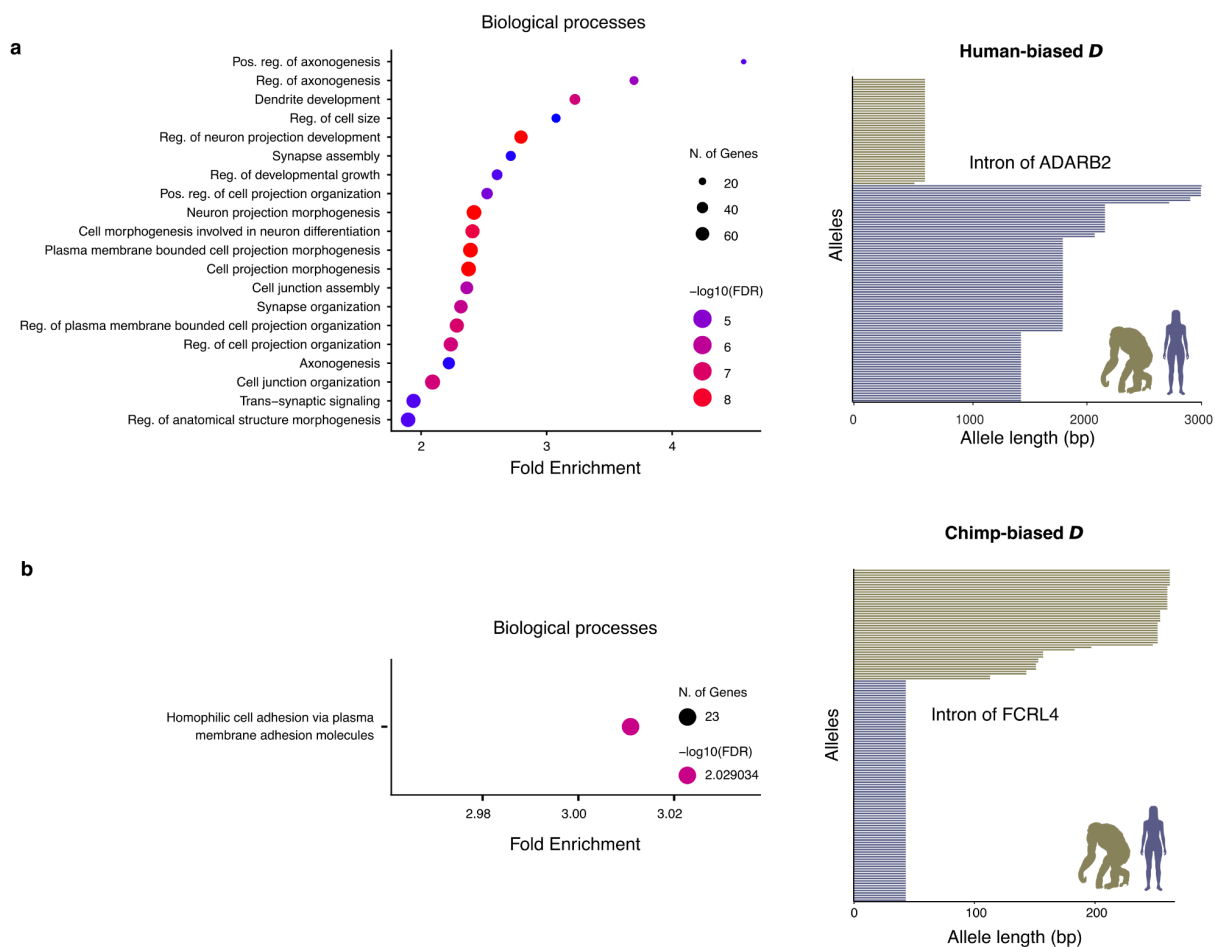 a
Biological processes
Pos. reg. of axonogenesis
Reg. of axonogenesis
Dendrite development
Reg. of cell size
Reg. of neuron projection development
Synapse assembly
Reg. of developmental growth
Pos. reg. of cell projection organization
Neuron projection morphogenesis
Cell morphogenesis involved in neuron differentiation
Plasma membrane bounded cell projection morphogenesis
Cell projection morphogenesis
Cell junction assembly
Synapse organization
Reg. of plasma membrane bounded cell projection organization
Reg. of cell projection organization
Axonogenesis
Cell junction organization
Trans−synaptic signaling
Reg. of anatomical structure morphogenesis
2 3 4
Fold Enrichment
N. of Genes
20
40
60
−log10(FDR)
5
6
7
8
Human-biased D
Intron of ADARB2
Alleles
0 1000 2000 3000
Allele length (bp)
b
Biological processes
Homophilic cell adhesion via plasma
membrane adhesion molecules
2.98 3.00 3.02
Fold Enrichment
N. of Genes
23
−log10(FDR)
2.029034
Chimp-biased D
Intron of FCRL4
Alleles
0 100 200
Allele length (bp)